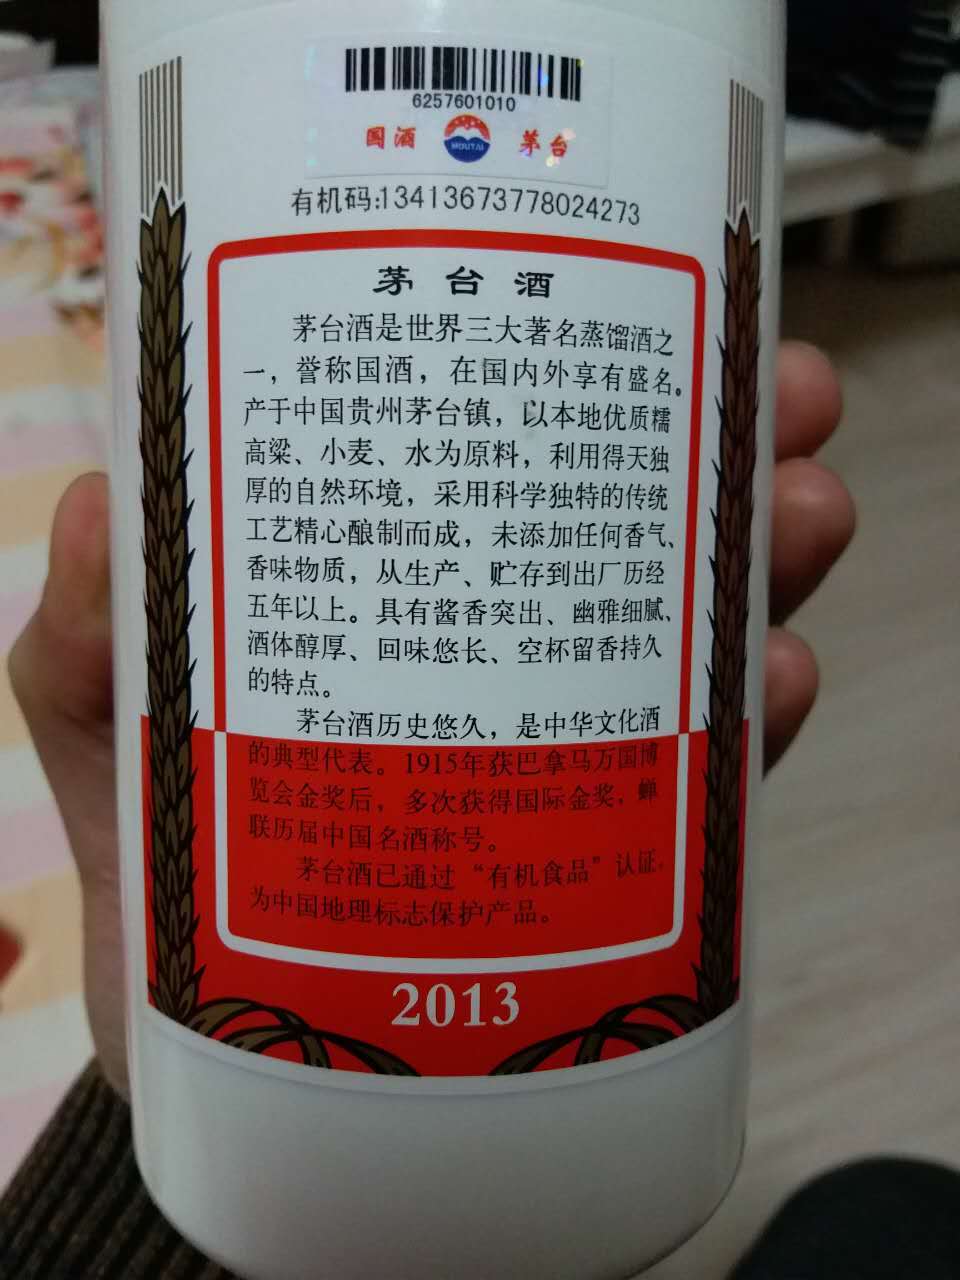 6257601010
国酒 MOUTAI 茅台
有机码:13413673778024273
茅台酒
茅台酒是世界三大著名蒸馏酒之
一，誉称国酒，在国内外享有盛名。
产于中国贵州茅台镇，以本地优质糯
高粱、小麦、水为原料，利用得天独
厚的自然环境，采用科学独特的传统
工艺精心酿制而成，未添加任何香气、
香味物质，从生产、贮存到出厂历经
五年以上。具有酱香突出、幽雅细腻、
酒体醇厚、回味悠长、空杯留香持久
的特点。
茅台酒历史悠久，是中华文化酒
的典型代表。1915年获巴拿马万国博
览会金奖后，多次获得国际金奖，蝉
联历届中国名酒称号。
茅台酒已通过“有机食品”认证，
为中国地理标志保护产品。
2013